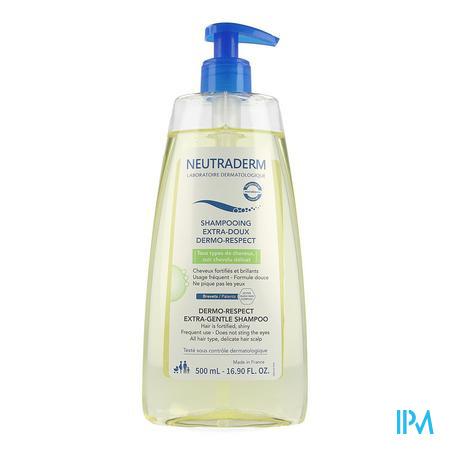 NEUTRADERM
LABORATOIRE DERMATOLOGIQUE
SHAMPOOING
EXTRA-DOUX
DERMO-RESPECT
Tous types de cheveux,
cuir chevelu délicat
Cheveux fortifiés et brillants
Usage fréquent - Formule douce
Ne pique pas les yeux
Brevets / Patents
DERMO-RESPECT
EXTRA-GENTLE SHAMPOO
Hair is fortified, shiny
Frequent use - Does not sting the eyes
All hair type, delicate hair scalp
Testé sous contrôle dermatologique
Made in France
500 mL - 16.90 FL. OZ.
IPM